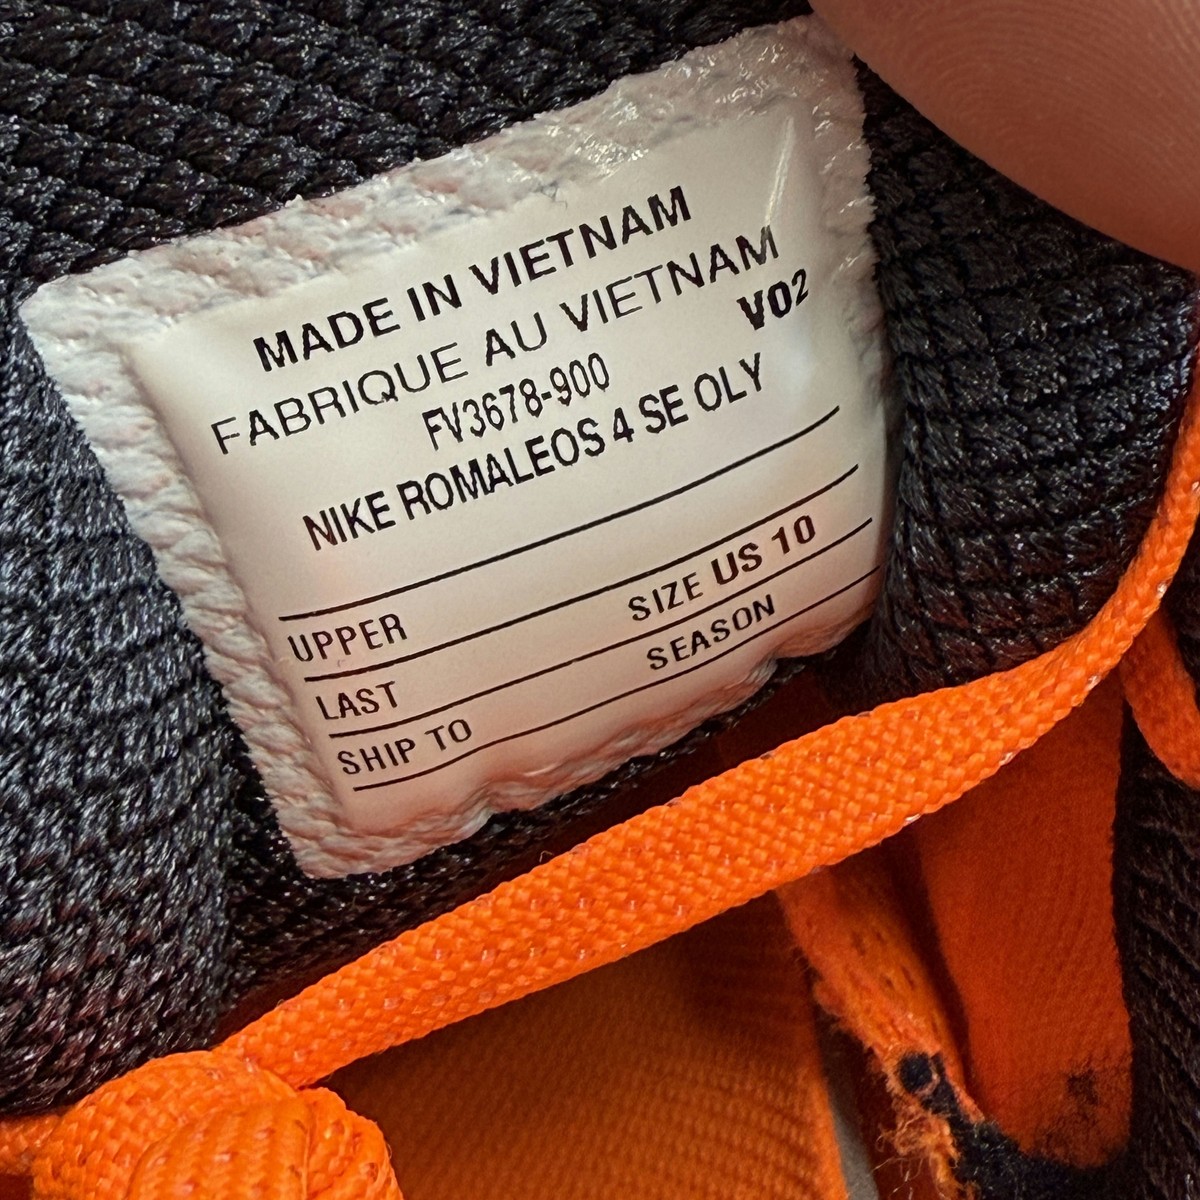 MADE IN VIETNAM
FABRIQUE AU VIETNAM
VO2
FV3678-900
NIKE ROMALEOS 4 SE OLY
UPPER
SIZE US 10
LAST
SEASON
SHIP TO